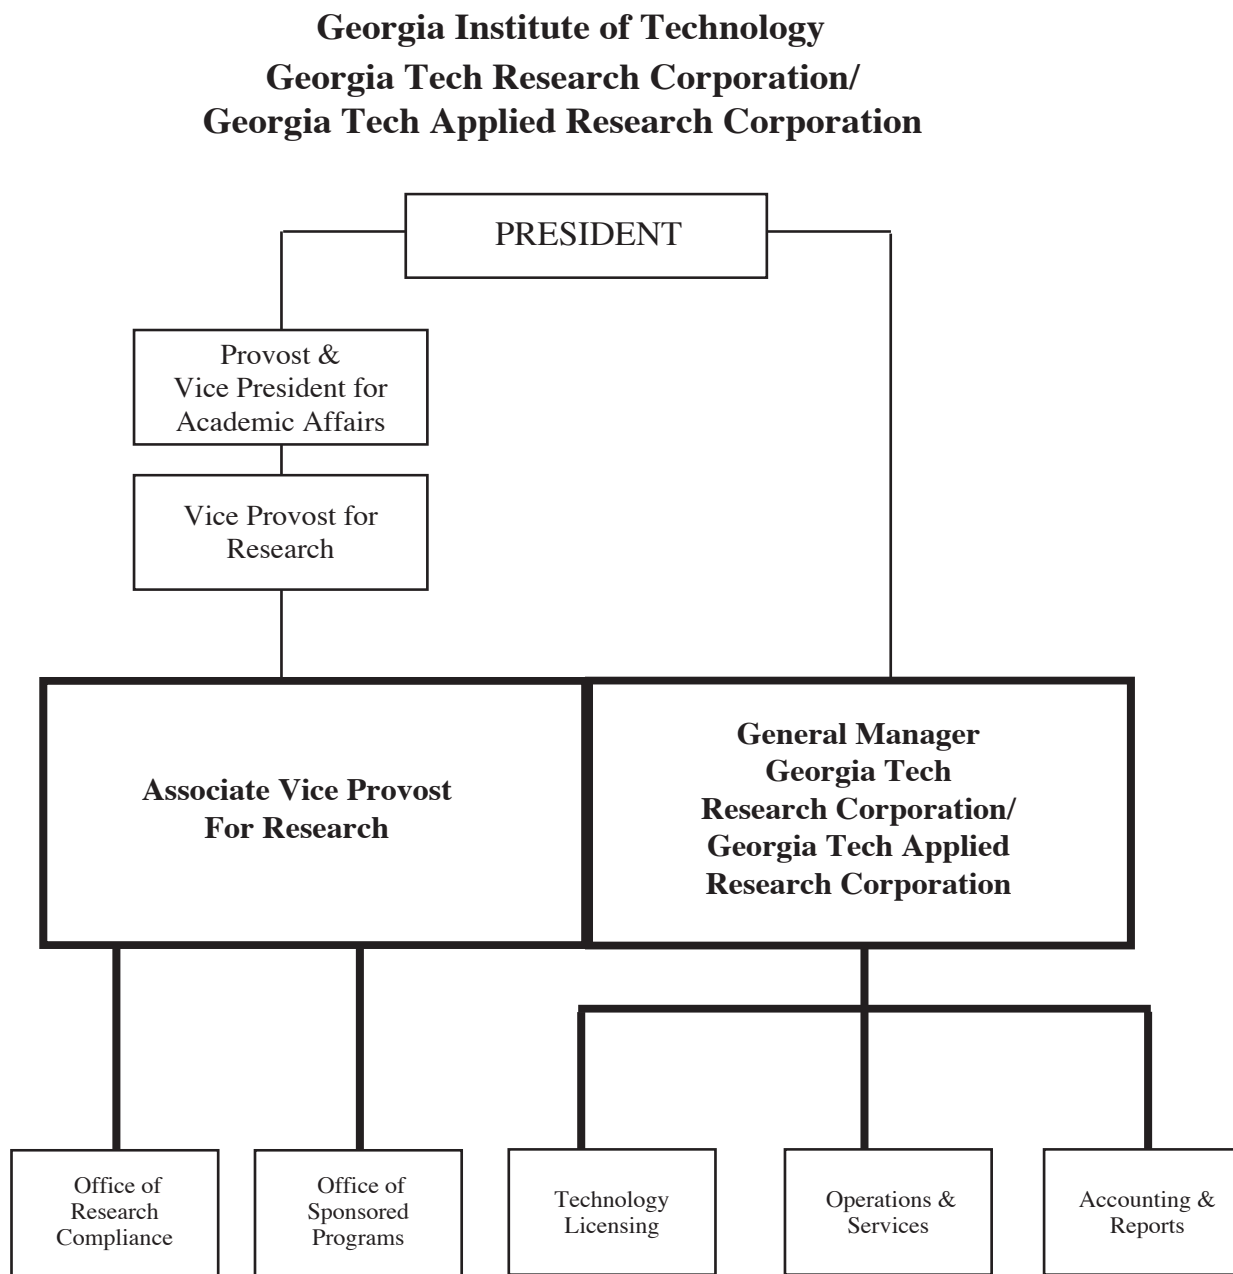 Georgia Institute of Technology
Georgia Tech Research Corporation/
Georgia Tech Applied Research Corporation
PRESIDENT
Provost &
Vice President for
Academic Affairs
Vice Provost for
Research
Associate Vice Provost
For Research
General Manager
Georgia Tech
Research Corporation/
Georgia Tech Applied
Research Corporation
Office of
Research
Compliance
Office of
Sponsored
Programs
Technology
Licensing
Operations &
Services
Accounting &
Reports